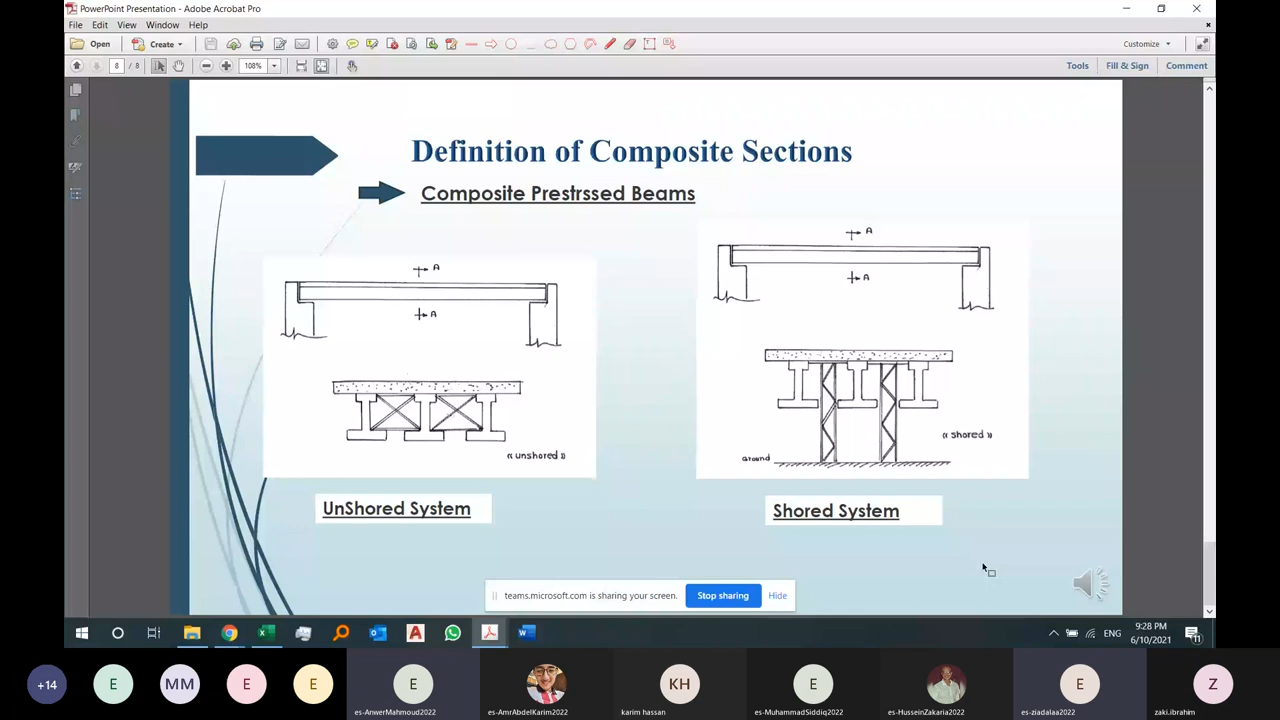 PowerPoint Presentation - Adobe Acrobat Pro
File Edit View Window Help
Open Create Customize
8 / 8 108% Tools Fill & Sign Comment
Definition of Composite Sections
Composite Prestrssed Beams
A
A
« unshored »
UnShored System
A
A
« shored »
Ground
Shored System
teams.microsoft.com is sharing your screen. Stop sharing Hide
9:28 PM
ENG
6/10/2021
11
+14 E MM E E E KH E E Z
es-AnwerMahmoud2022 es-AmrAbdelKarim2022 karim hassan es-MuhammadSiddiq2022 es-HusseinZakaria2022 es-ziadalaa2022 zaki.ibrahim